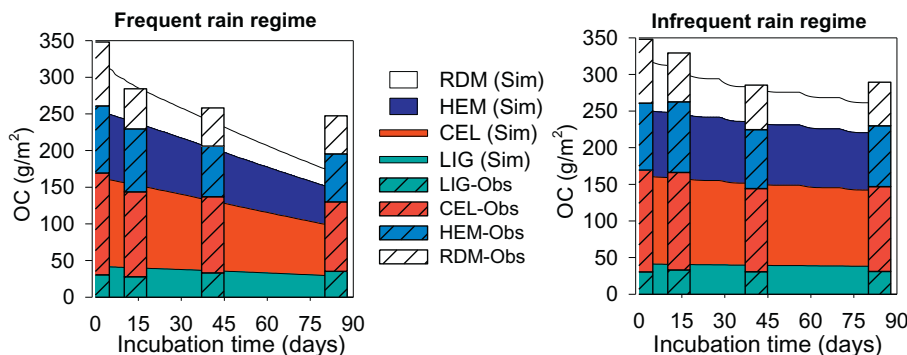 Frequent rain regime
350
300
250
200
150
100
50
0
OC (g/m²)
0 15 30 45 60 75 90
Incubation time (days)
RDM (Sim)
HEM (Sim)
CEL (Sim)
LIG (Sim)
LIG-Obs
CEL-Obs
HEM-Obs
RDM-Obs
Infrequent rain regime
350
300
250
200
150
100
50
0
OC (g/m²)
0 15 30 45 60 75 90
Incubation time (days)